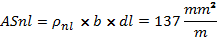 ASnl = ρₙₗ × b × dl = 137 mm²/m